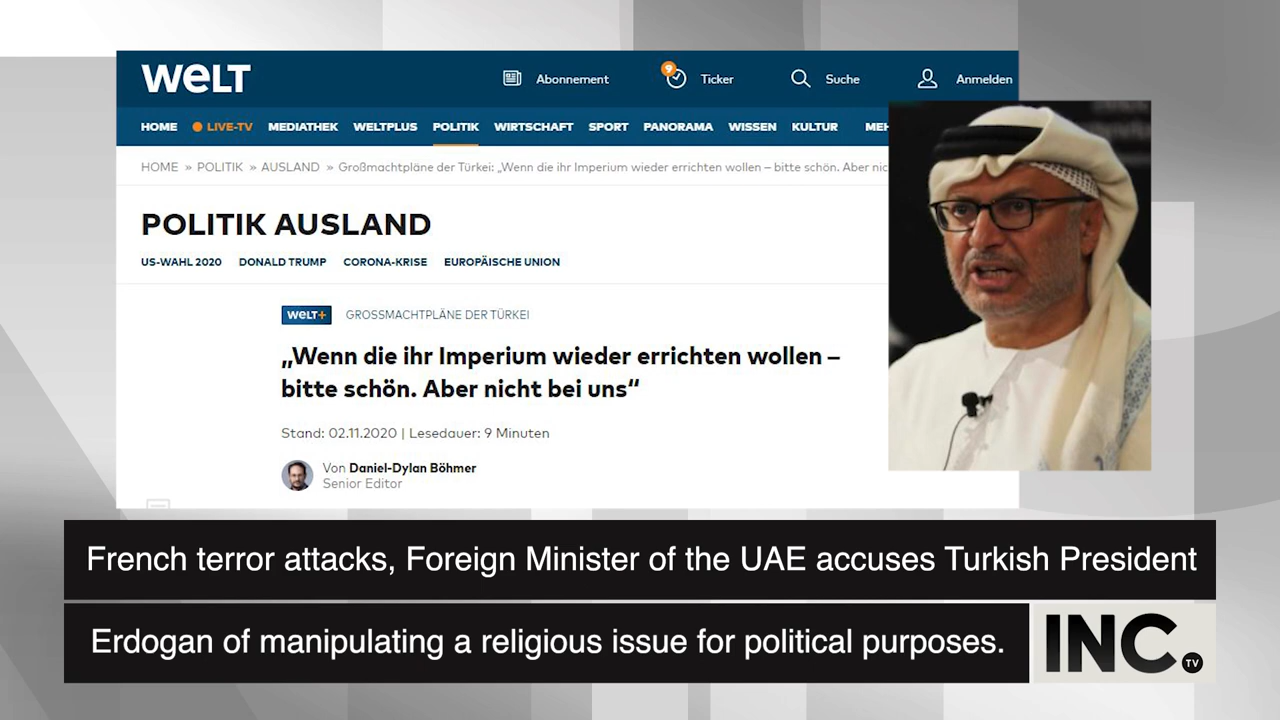 WELT
Abonnement
9
Ticker
Suche
Anmelden
HOME LIVE-TV MEDIATHEK WELTPLUS POLITIK WIRTSCHAFT SPORT PANORAMA WISSEN KULTUR MEH
HOME » POLITIK » AUSLAND » Großmachtpläne der Türkei: „Wenn die ihr Imperium wieder errichten wollen – bitte schön. Aber nic
POLITIK AUSLAND
US-WAHL 2020 DONALD TRUMP CORONA-KRISE EUROPÄISCHE UNION
WELT+ GROSSMACHTPLÄNE DER TÜRKEI
„Wenn die ihr Imperium wieder errichten wollen –
bitte schön. Aber nicht bei uns“
Stand: 02.11.2020 | Lesedauer: 9 Minuten
Von Daniel-Dylan Böhmer
Senior Editor
French terror attacks, Foreign Minister of the UAE accuses Turkish President
Erdogan of manipulating a religious issue for political purposes.
INC. TV